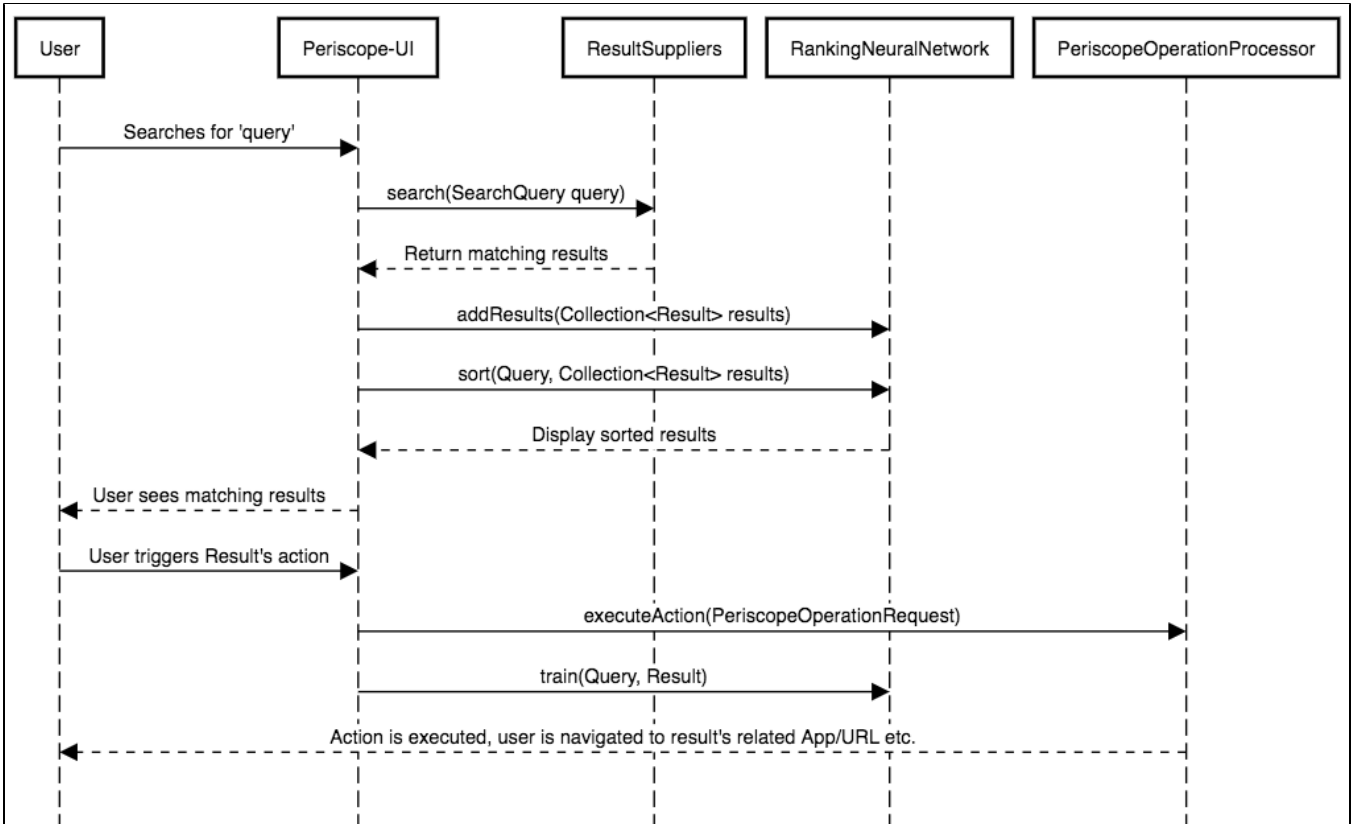 User
Periscope-UI
ResultSuppliers
RankingNeuralNetwork
PeriscopeOperationProcessor
Searches for 'query'
search(SearchQuery query)
Return matching results
addResults(Collection<Result> results)
sort(Query, Collection<Result> results)
Display sorted results
User sees matching results
User triggers Result's action
executeAction(PeriscopeOperationRequest)
train(Query, Result)
Action is executed, user is navigated to result's related App/URL etc.